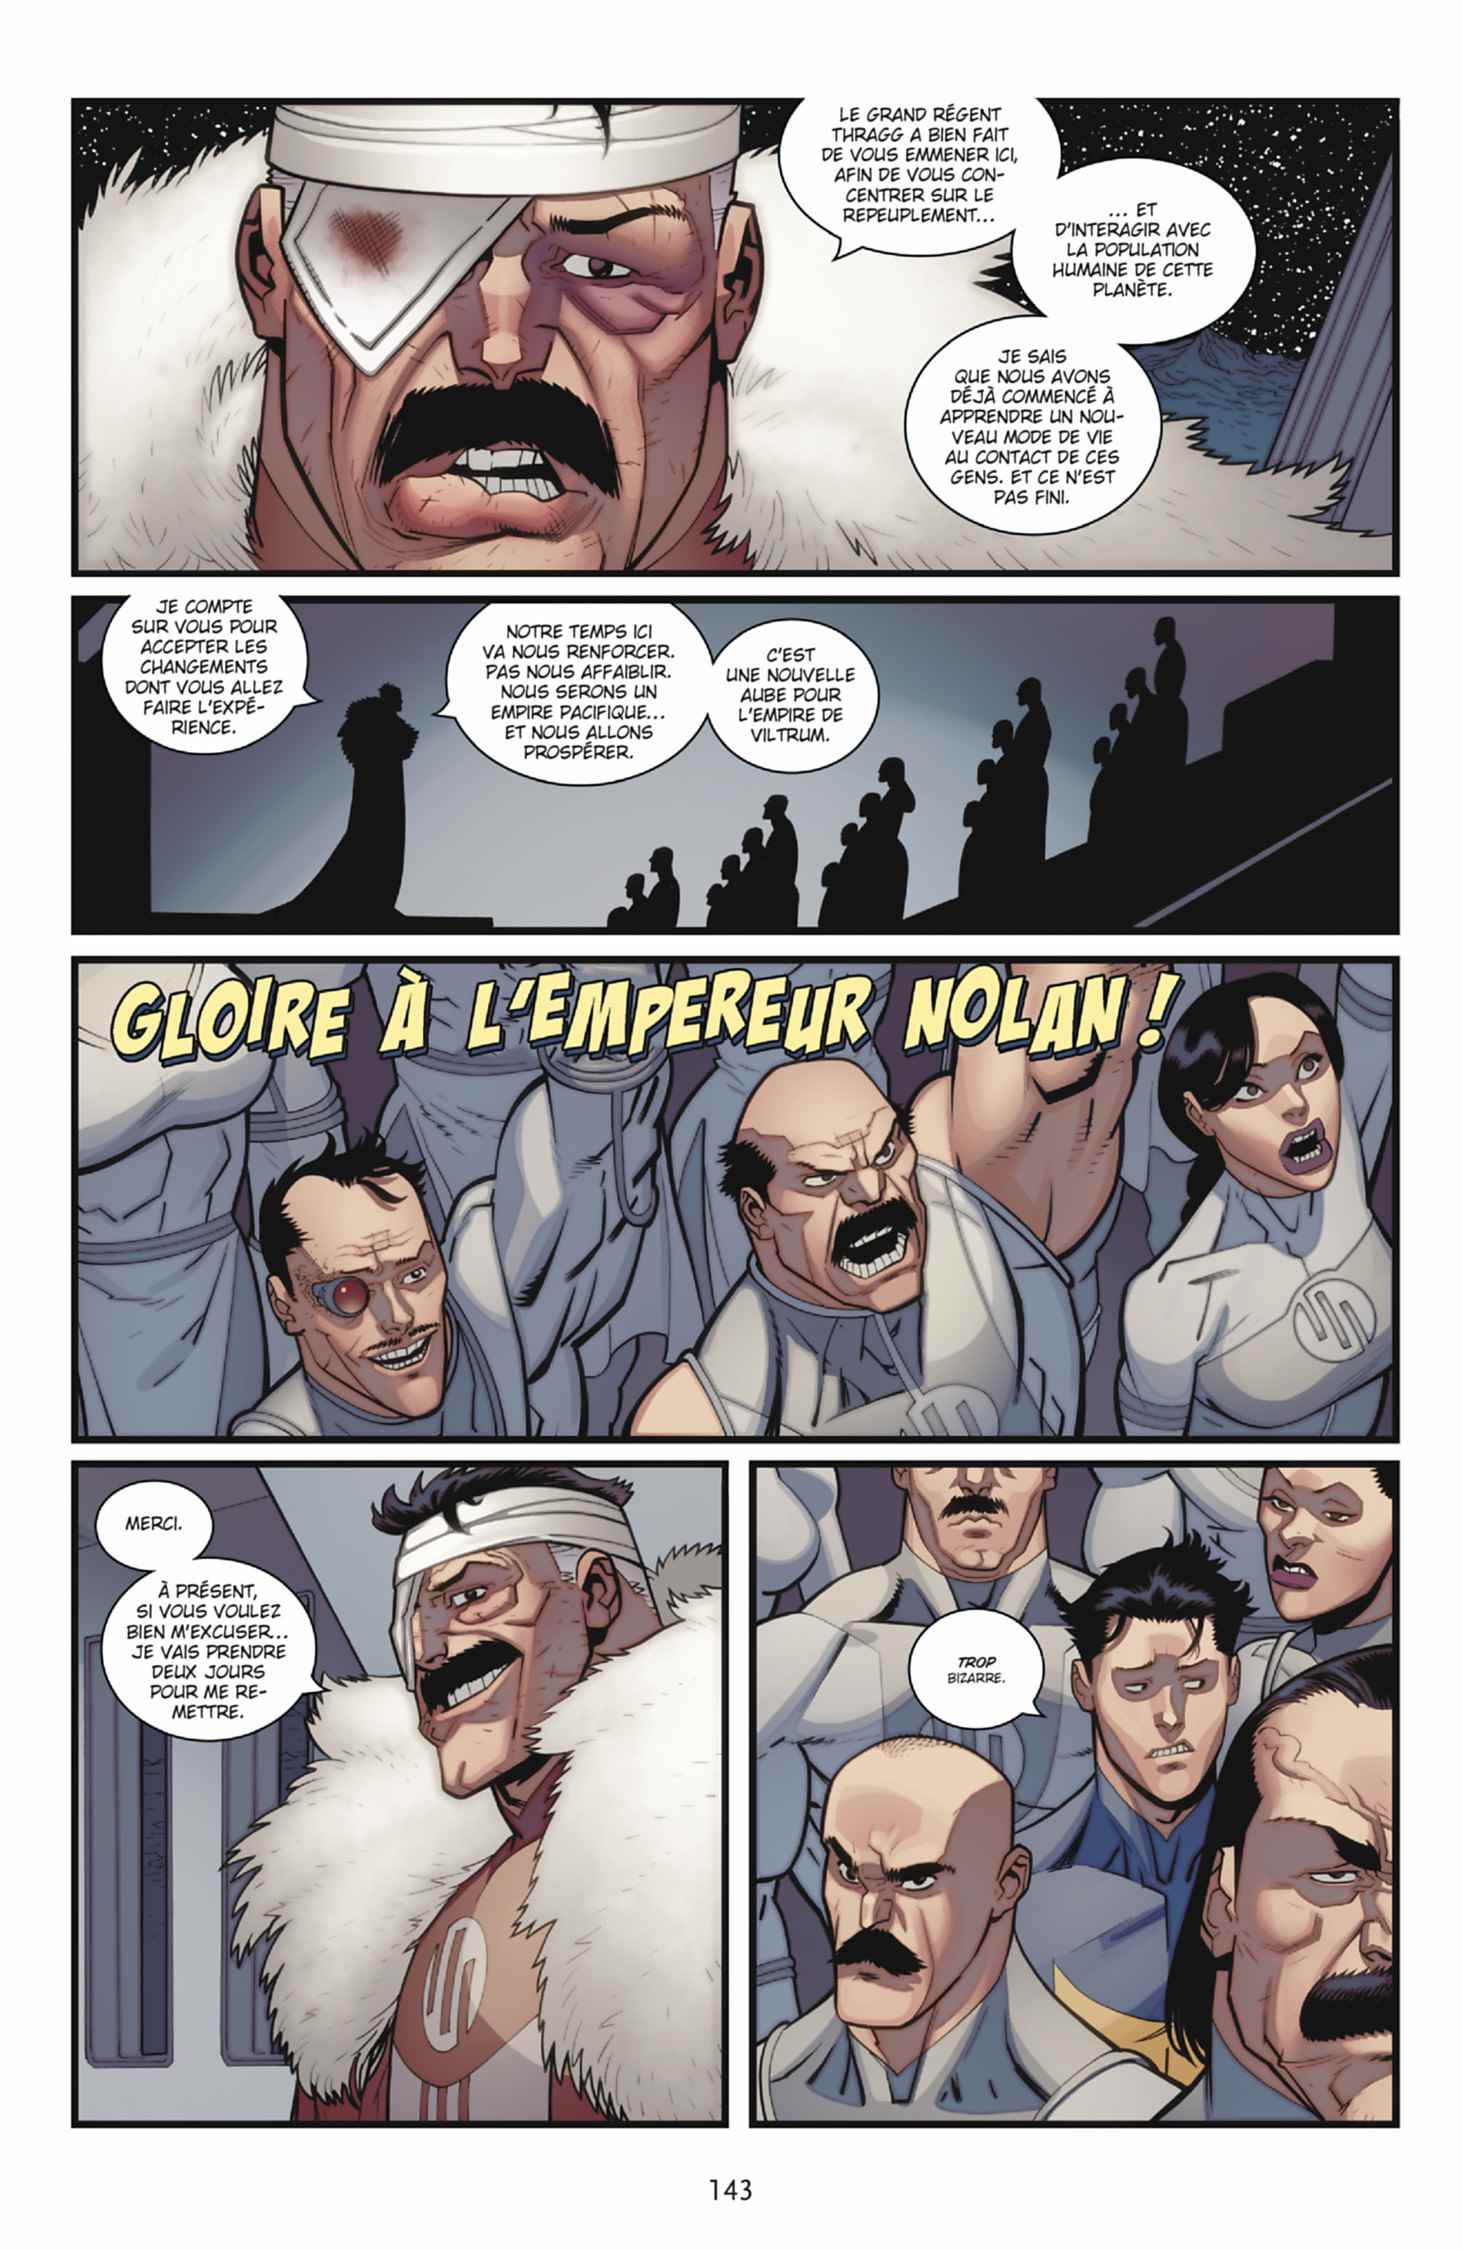 LE GRAND RÉGENT
THRAGG A BIEN FAIT
DE VOUS EMMENER ICI,
AFIN DE VOUS CON-
CENTRER SUR LE
REPEUPLEMENT...
... ET
D'INTERAGIR AVEC
LA POPULATION
HUMAINE DE CETTE
PLANÈTE.
JE SAIS
QUE NOUS AVONS
DÉJÀ COMMENCÉ À
APPRENDRE UN NOU-
VEAU MODE DE VIE
AU CONTACT DE CES
GENS. ET CE N'EST
PAS FINI.
JE COMPTE
SUR VOUS POUR
ACCEPTER LES
CHANGEMENTS
DONT VOUS ALLEZ
FAIRE L'EXPÉ-
RIENCE.
NOTRE TEMPS ICI
VA NOUS RENFORCER.
PAS NOUS AFFAIBLIR.
NOUS SERONS UN
EMPIRE PACIFIQUE...
ET NOUS ALLONS
PROSPÉRER.
C'EST
UNE NOUVELLE
AUBE POUR
L'EMPIRE DE
VILTRUM.
GLOIRE À L'EMPEREUR NOLAN !
MERCI.
À PRÉSENT,
SI VOUS VOULEZ
BIEN M'EXCUSER...
JE VAIS PRENDRE
DEUX JOURS
POUR ME RE-
METTRE.
TROP
BIZARRE.
143